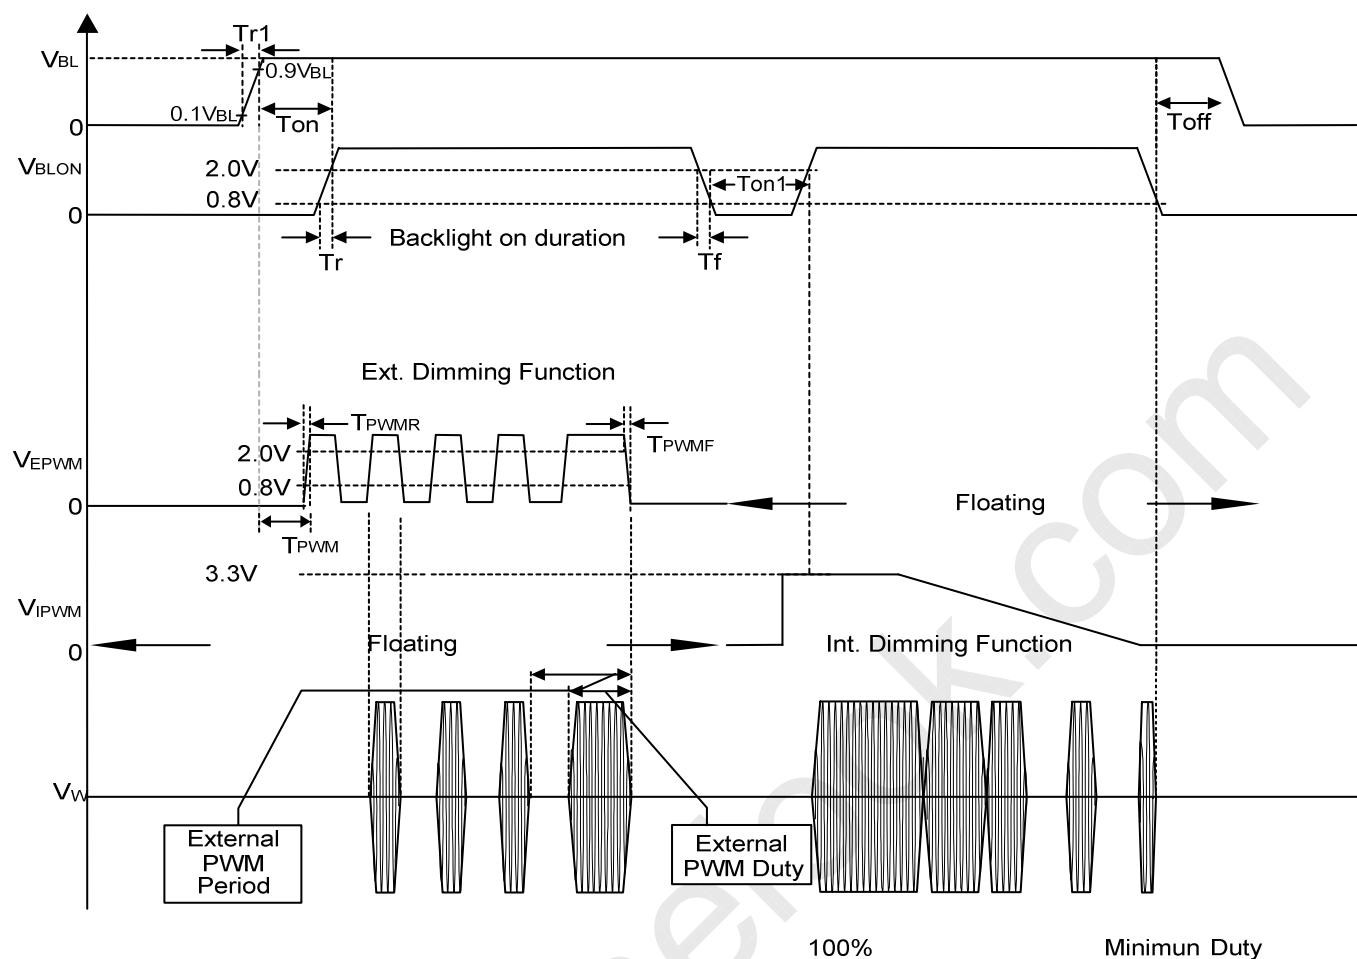 Tr1
VBL
0.9VBL
0.1VBL
0
Ton
Toff
VBLON
2.0V
Ton1
0.8V
0
Backlight on duration
Tr
Tf
Ext. Dimming Function
TPWMR
TPWMF
VEPWM
2.0V
0.8V
0
Floating
TPWM
3.3V
VIPWM
0
Floating
Int. Dimming Function
VW
External
PWM
Period
External
PWM Duty
100%
Minimun Duty